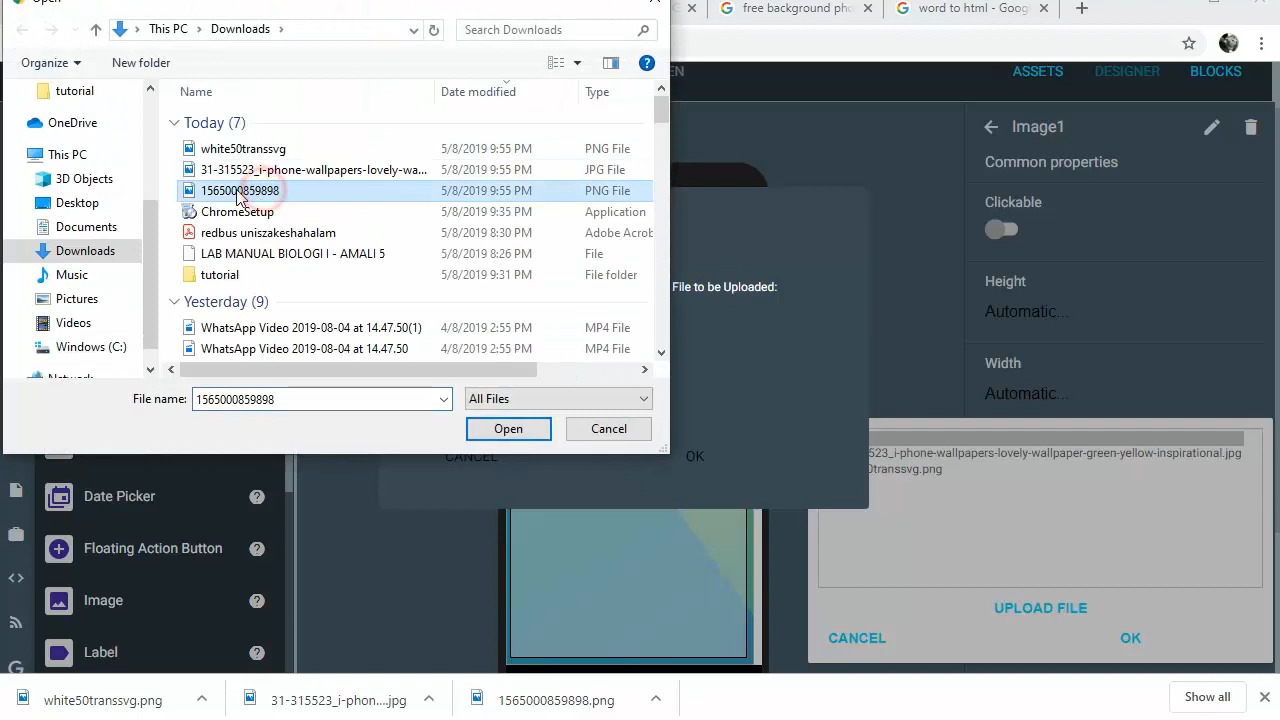 Open
free background pho
word to html - Goog
This PC
Downloads
Search Downloads
Organize
New folder
EN
ASSETS
DESIGNER
BLOCKS
tutorial
OneDrive
This PC
3D Objects
Desktop
Documents
Downloads
Music
Pictures
Videos
Windows (C:)
Network
Name
Date modified
Type
Today (7)
white50transsvg
5/8/2019 9:55 PM
PNG File
31-315523_i-phone-wallpapers-lovely-wa...
5/8/2019 9:55 PM
JPG File
1565000859898
5/8/2019 9:55 PM
PNG File
ChromeSetup
5/8/2019 9:35 PM
Application
redbus uniszakeshahalam
5/8/2019 8:30 PM
Adobe Acrob
LAB MANUAL BIOLOGI I - AMALI 5
5/8/2019 8:26 PM
File
tutorial
5/8/2019 9:31 PM
File folder
Yesterday (9)
WhatsApp Video 2019-08-04 at 14.47.50(1)
4/8/2019 2:55 PM
MP4 File
WhatsApp Video 2019-08-04 at 14.47.50
4/8/2019 2:55 PM
MP4 File
File name:
1565000859898
All Files
Open
Cancel
File to be Uploaded:
CANCEL
OK
Image1
Common properties
Clickable
Height
Automatic...
Width
Automatic...
523_i-phone-wallpapers-lovely-wallpaper-green-yellow-inspirational.jpg
0transsvg.png
UPLOAD FILE
CANCEL
OK
Date Picker
Floating Action Button
Image
Label
white50transsvg.png
31-315523_i-phon....jpg
1565000859898.png
Show all